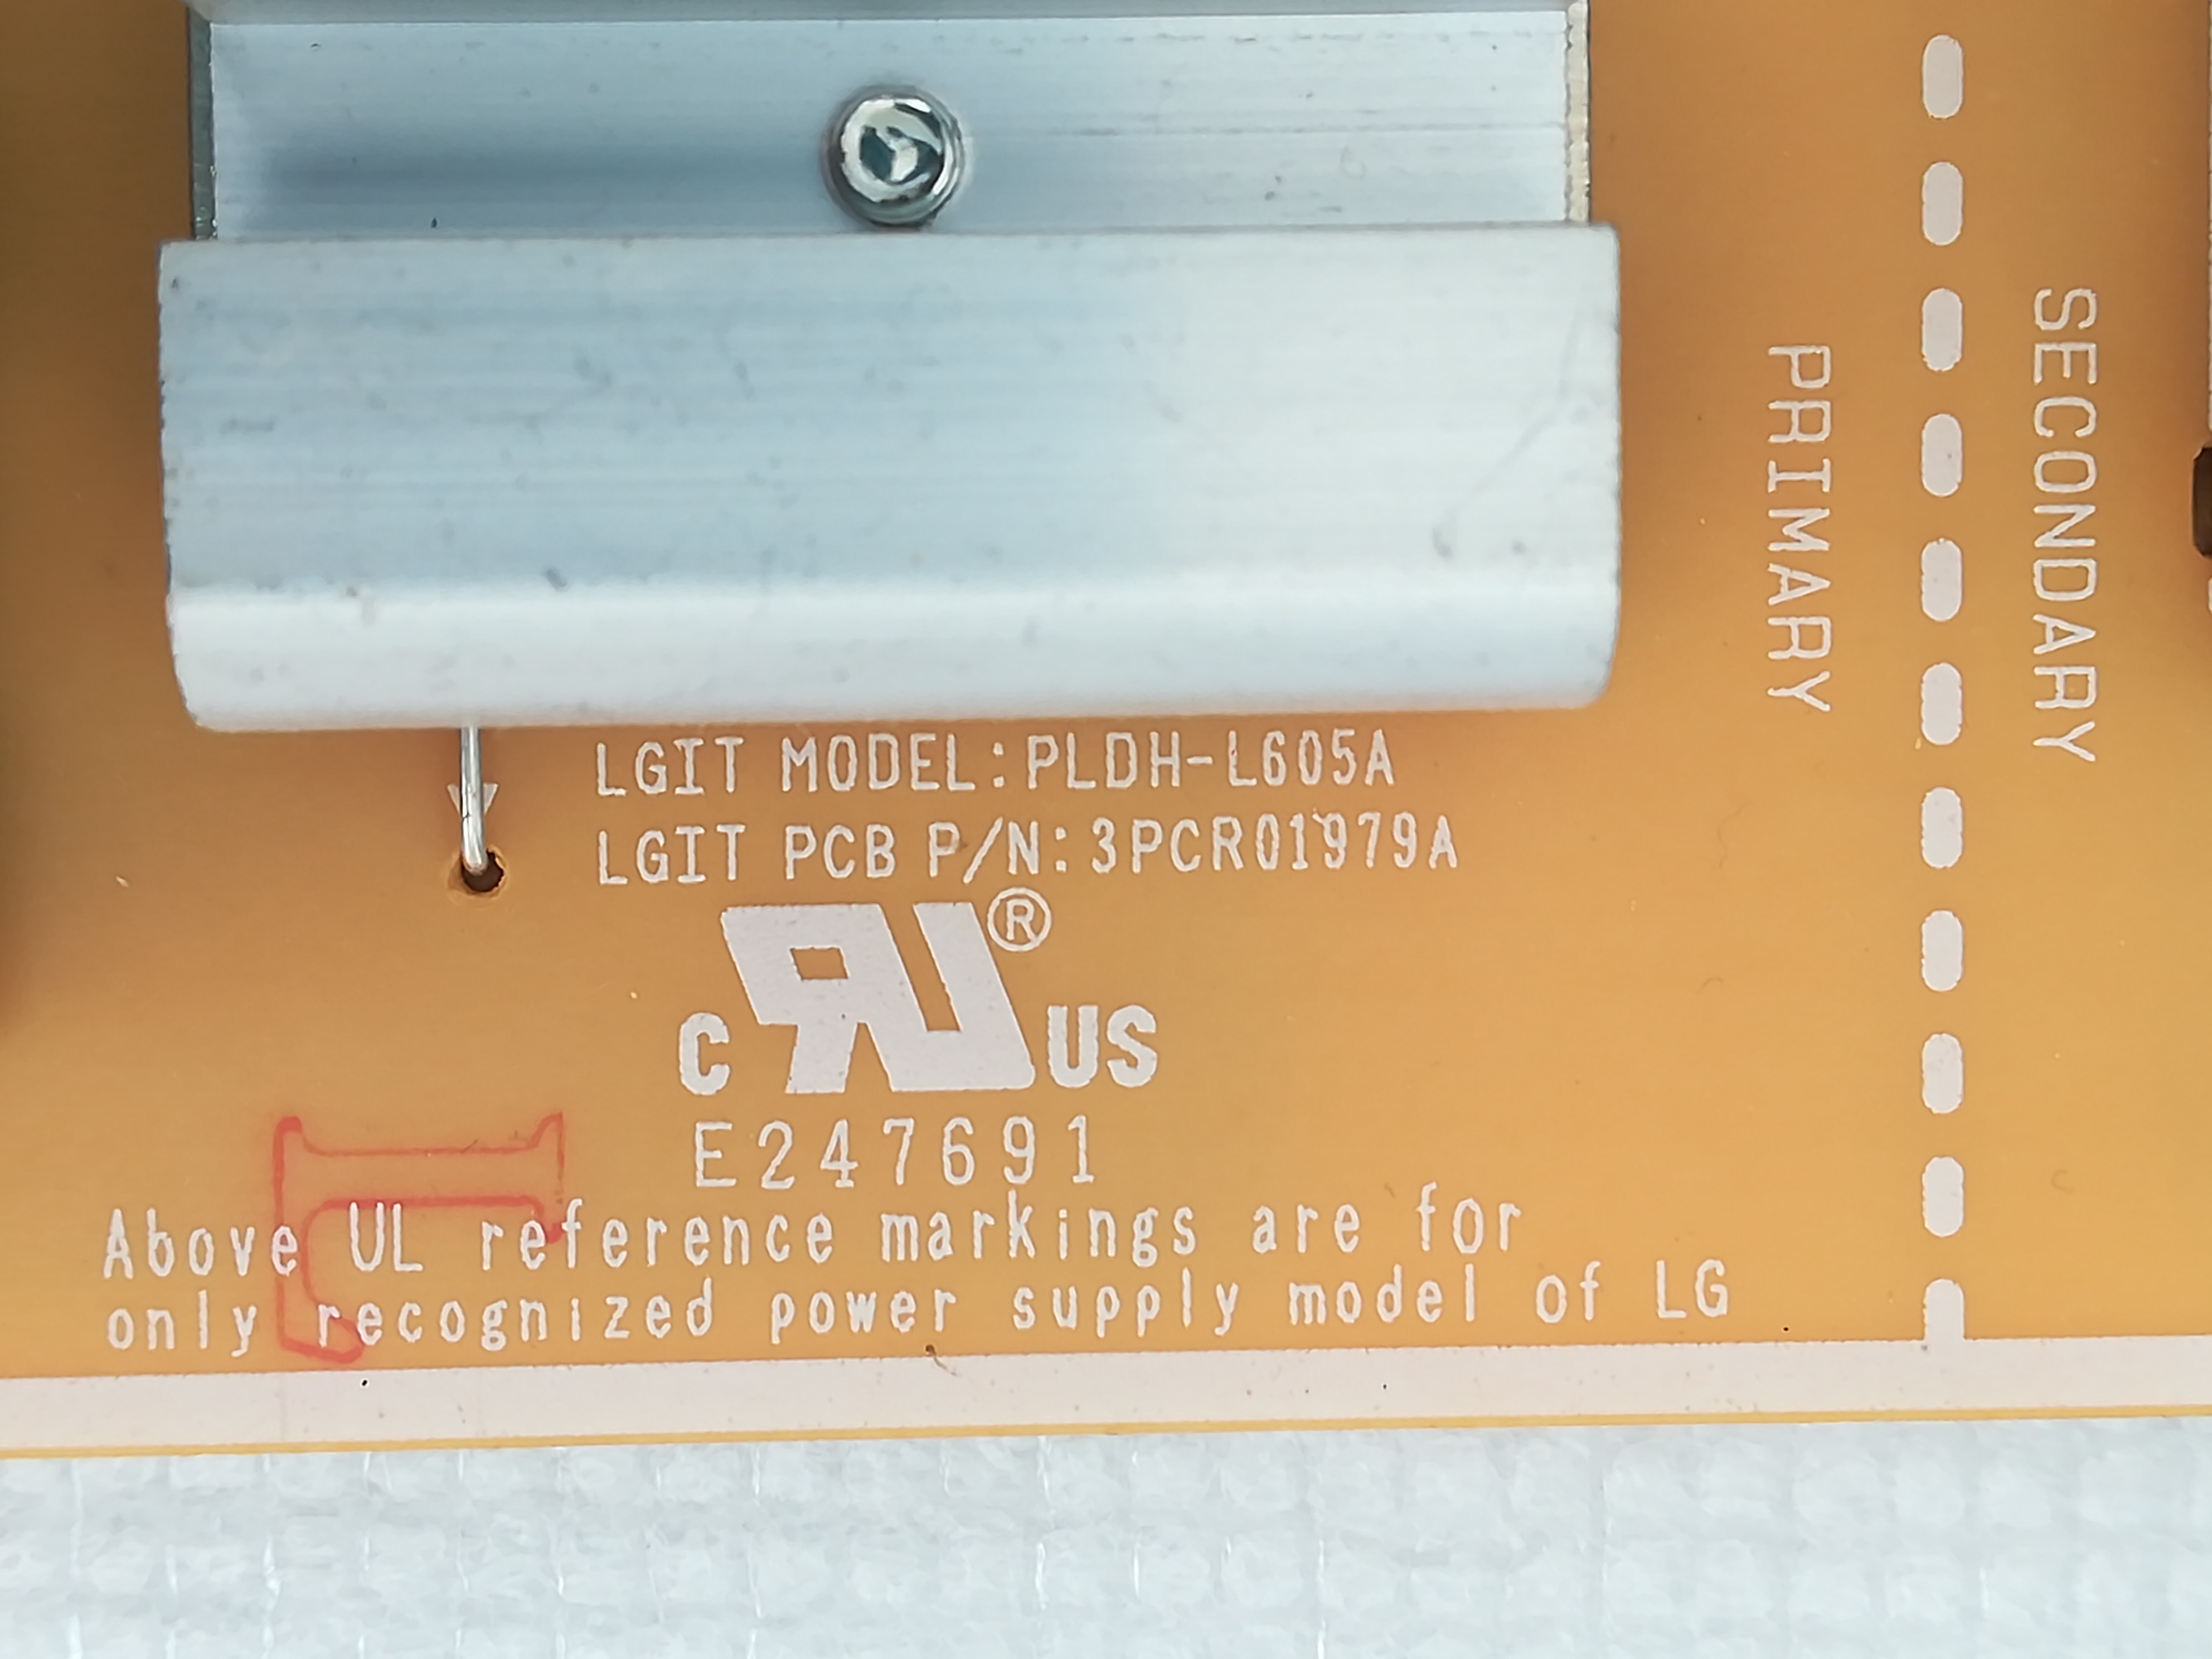 SECONDARY
PRIMARY
LGIT MODEL:PLDH-L605A
LGIT PCB P/N:3PCR01979A
C RU® US
E247691
Above UL reference markings are for
only recognized power supply model of LG